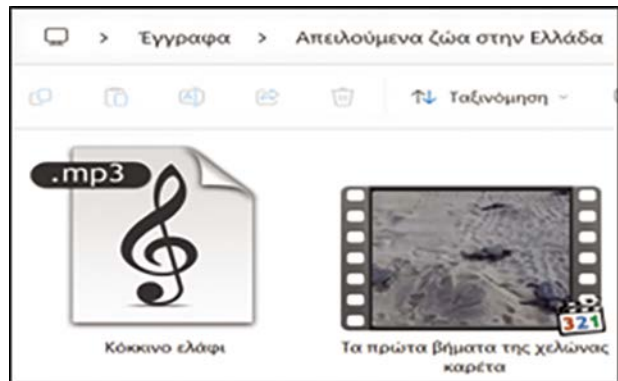 > Έγγραφα > Απειλούμενα ζώα στην Ελλάδα
Ταξινόμηση
.mp3
321
Κόκκινο ελάφι
Τα πρώτα βήματα της χελώνας
καρέτα